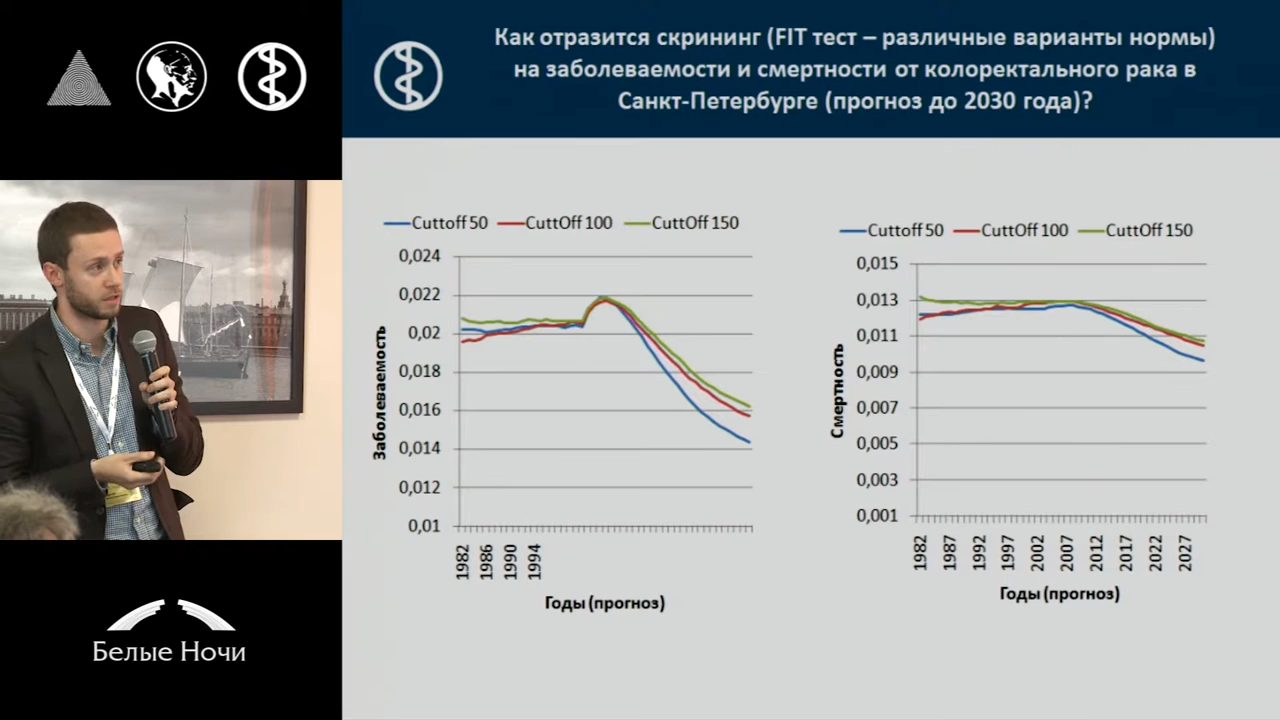 Как отразится скрининг (FIT тест – различные варианты нормы)
на заболеваемости и смертности от колоректального рака в
Санкт-Петербурге (прогноз до 2030 года)?
Cuttoff 50 CuttOff 100 CuttOff 150
0,024
0,022
0,02
0,018
0,016
0,014
0,012
0,01
Заболеваемость
1982 1986 1990 1994
Годы (прогноз)
Cuttoff 50 CuttOff 100 CuttOff 150
0,015
0,013
0,011
0,009
0,007
0,005
0,003
0,001
Смертность
1982 1987 1992 1997 2002 2007 2012 2017 2022 2027
Годы (прогноз)
Белые Ночи